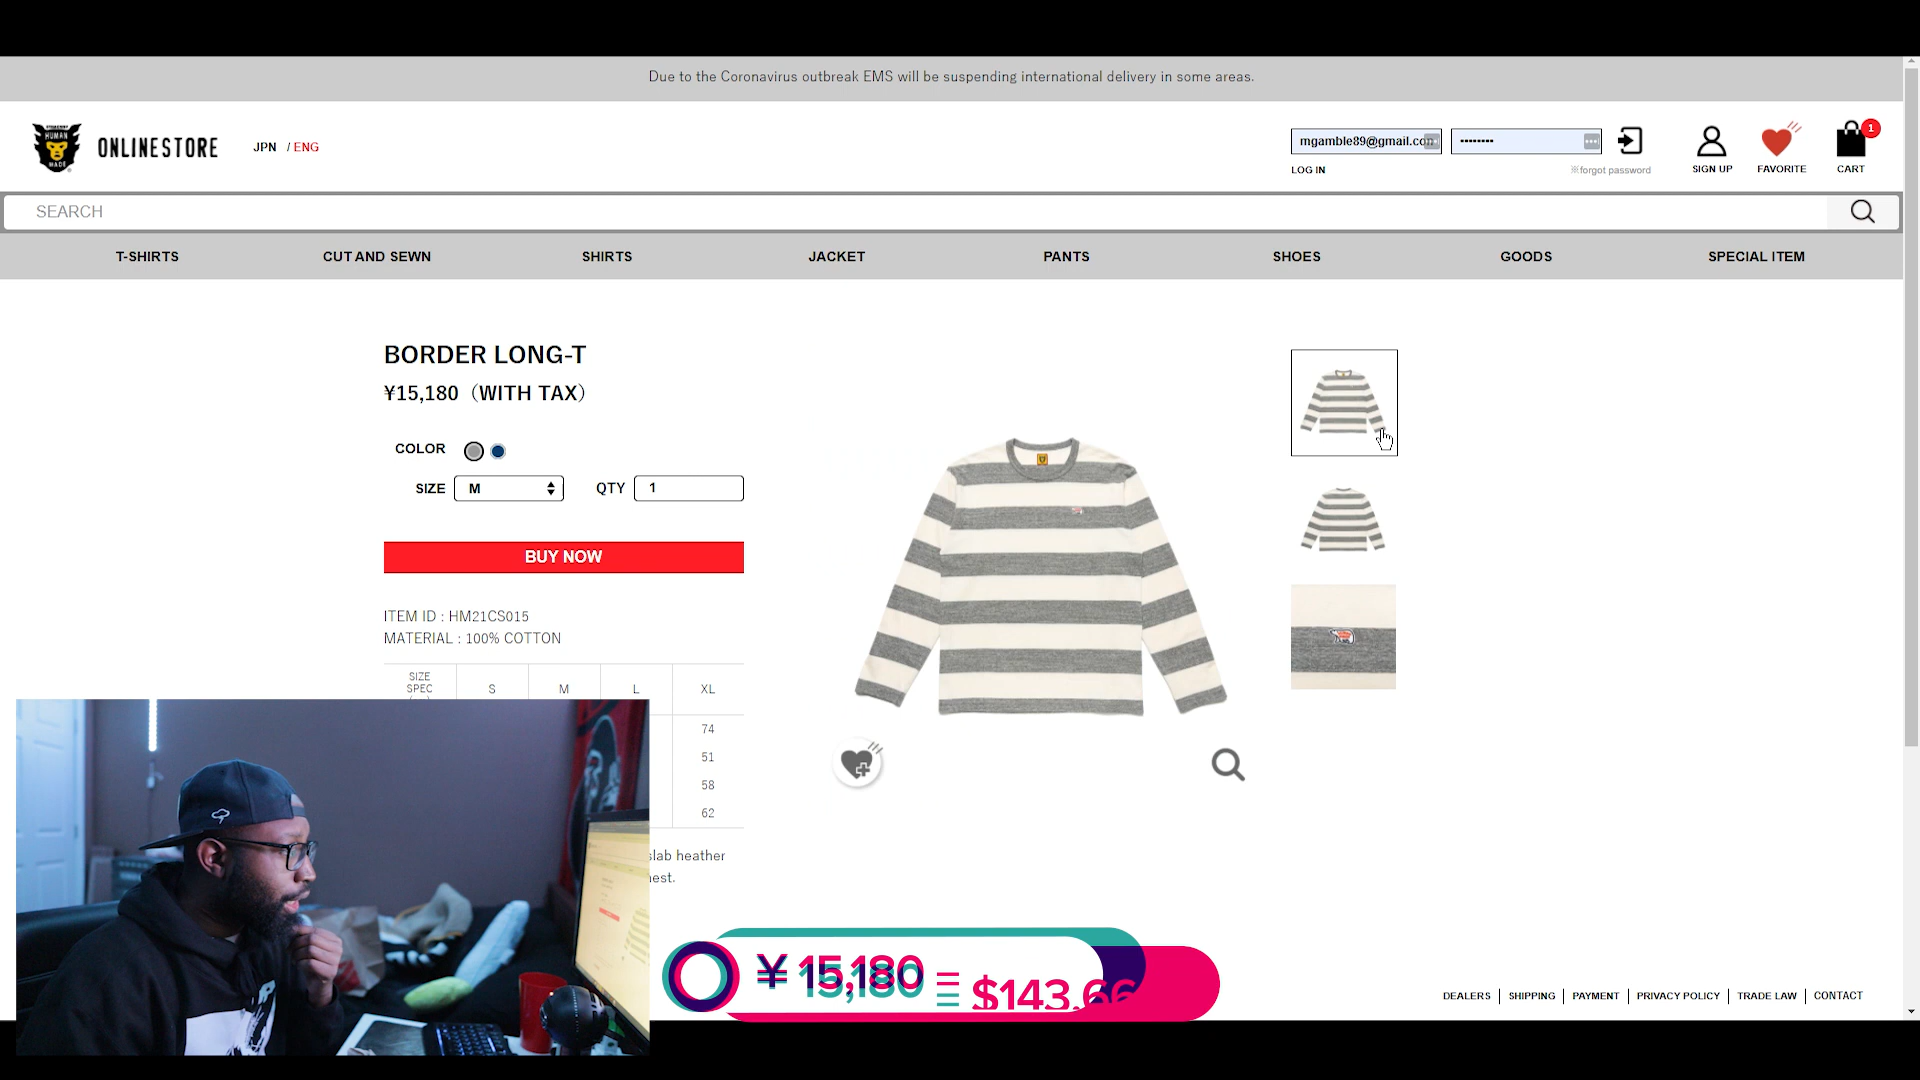 Due to the Coronavirus outbreak EMS will be suspending international delivery in some areas.
HUMAN
MADE
ONLINESTORE
JPN / ENG
mgamble89@gmail.com
LOG IN
※forgot password
SIGN UP
FAVORITE
1
CART
SEARCH
T-SHIRTS
CUT AND SEWN
SHIRTS
JACKET
PANTS
SHOES
GOODS
SPECIAL ITEM
BORDER LONG-T
¥15,180（WITH TAX）
COLOR
SIZE M QTY 1
BUY NOW
ITEM ID : HM21CS015
MATERIAL : 100% COTTON
SIZE
SPEC
S M L XL
74
51
58
62
slab heather
¥ 15,180 = $143.66
DEALERS | SHIPPING | PAYMENT | PRIVACY POLICY | TRADE LAW | CONTACT